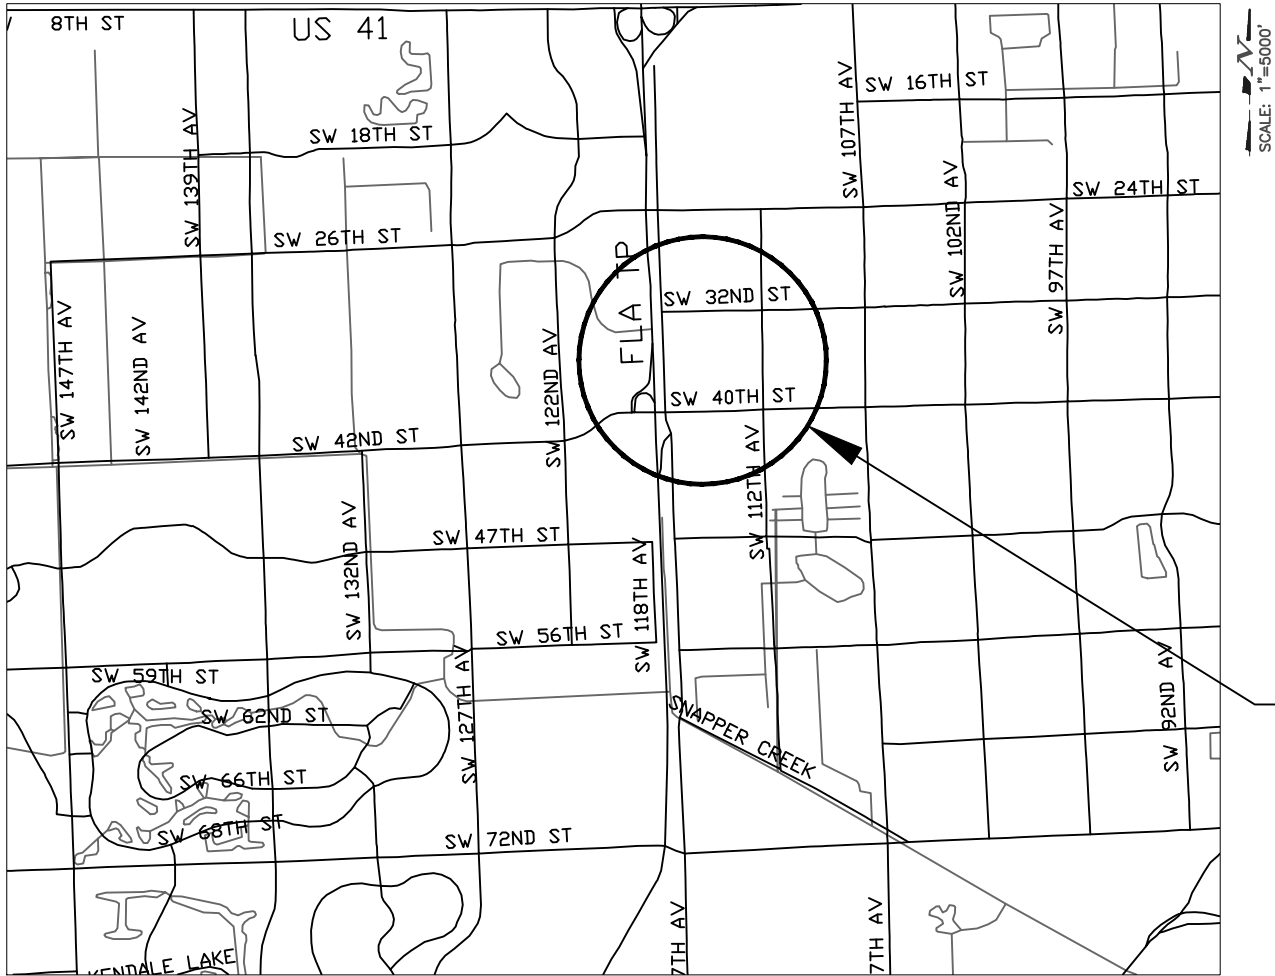 8TH ST
US 41
N
SCALE: 1"=5000'
SW 16TH ST
SW 107TH AV
SW 18TH ST
SW 139TH AV
SW 24TH ST
SW 102ND AV
SW 97TH AV
SW 26TH ST
FLA TP
SW 32ND ST
SW 147TH AV
SW 142ND AV
SW 122ND AV
SW 40TH ST
SW 42ND ST
SW 112TH AV
SW 132ND AV
SW 47TH ST
SW 118TH AV
SW 56TH ST
SW 59TH ST
SW 127TH AV
SW 92ND AV
SW 62ND ST
SNAPPER CREEK
SW 66TH ST
SW 68TH ST
SW 72ND ST
7TH AV
7TH AV
KENDALE LAKE